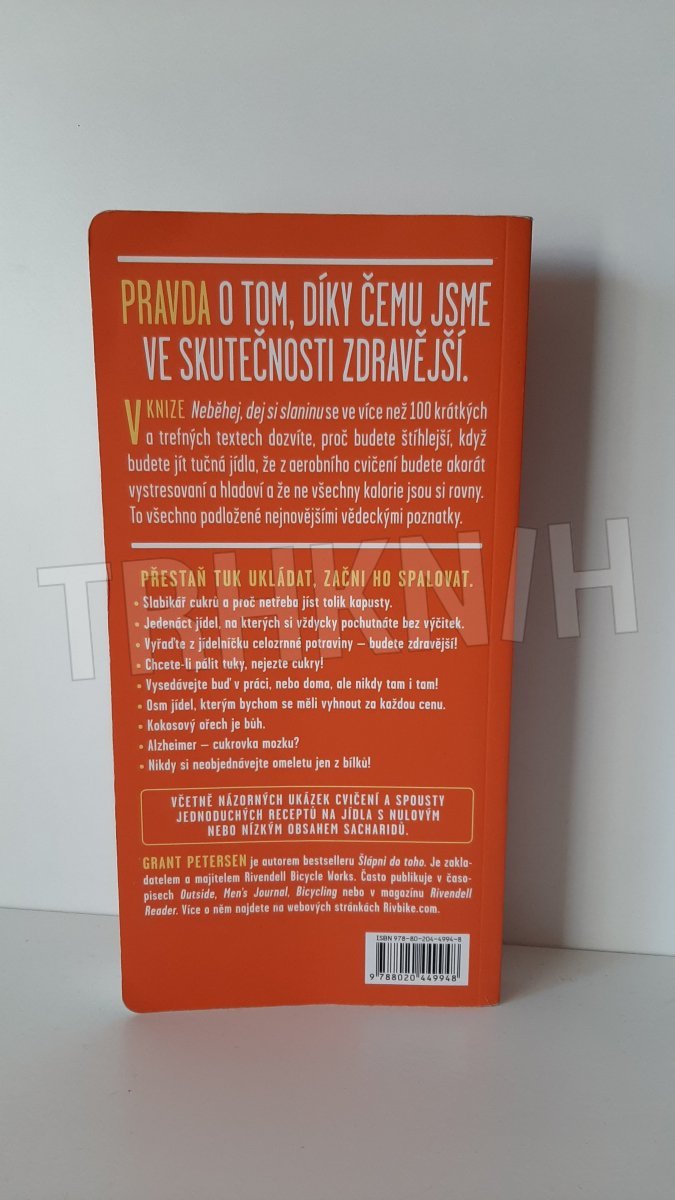 PRAVDA O TOM, DÍKY ČEMU JSME
VE SKUTEČNOSTI ZDRAVĚJŠÍ.
V KNIZE Neběhej, dej si slaninu se ve více než 100 krátkých
a trefných textech dozvíte, proč budete štíhlejší, když
budete jít tučná jídla, že z aerobního cvičení budete akorát
vystresovaní a hladoví a že ne všechny kalorie jsou si rovny.
To všechno podložené nejnovějšími vědeckými poznatky.
TRHKNIH
PŘESTAŇ TUK UKLÁDAT, ZAČNI HO SPALOVAT.
• Slabikář cukrů a proč netřeba jíst tolik kapusty.
• Jedenáct jídel, na kterých si vždycky pochutnáte bez výčitek.
• Vyřaďte z jídelníčku celozrnné potraviny – budete zdravější!
• Chcete-li pálit tuky, nejezte cukry!
• Vysedávejte buď v práci, nebo doma, ale nikdy tam i tam!
• Osm jídel, kterým bychom se měli vyhnout za každou cenu.
• Kokosový ořech je bůh.
• Alzheimer – cukrovka mozku?
• Nikdy si neobjednávejte omeletu jen z bílků!
VČETNĚ NÁZORNÝCH UKÁZEK CVIČENÍ A SPOUSTY
JEDNODUCHÝCH RECEPTŮ NA JÍDLA S NULOVÝM
NEBO NÍZKÝM OBSAHEM SACHARIDŮ.
GRANT PETERSEN je autorem bestselleru Šlápni do toho. Je zakla-
datelem a majitelem Rivendell Bicycle Works. Často publikuje v časo-
pisech Outside, Men's Journal, Bicycling nebo v magazínu Rivendell
Reader. Více o něm najdete na webových stránkách Rivbike.com.
ISBN 978-80-204-4994-8
9 788020 449948